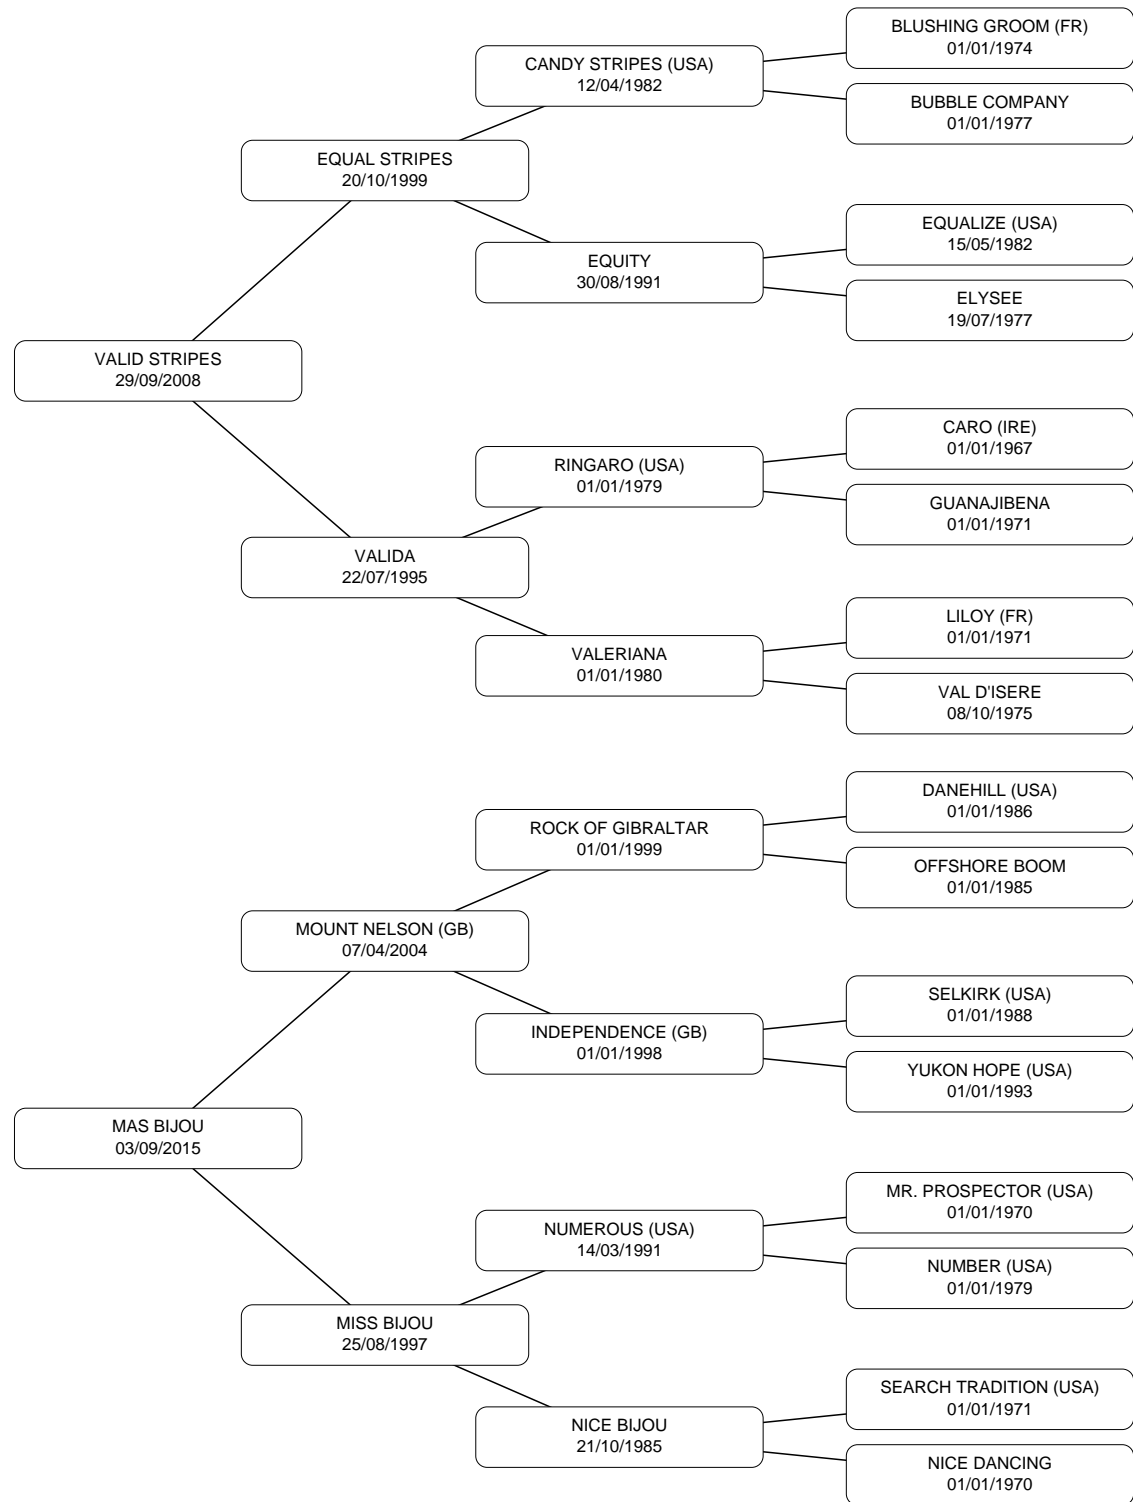 BLUSHING GROOM (FR)
01/01/1974
CANDY STRIPES (USA)
12/04/1982
BUBBLE COMPANY
01/01/1977
EQUAL STRIPES
20/10/1999
EQUALIZE (USA)
15/05/1982
EQUITY
30/08/1991
ELYSEE
19/07/1977
VALID STRIPES
29/09/2008
CARO (IRE)
01/01/1967
RINGARO (USA)
01/01/1979
GUANAJIBENA
01/01/1971
VALIDA
22/07/1995
LILOY (FR)
01/01/1971
VALERIANA
01/01/1980
VAL D'ISERE
08/10/1975
DANEHILL (USA)
01/01/1986
ROCK OF GIBRALTAR
01/01/1999
OFFSHORE BOOM
01/01/1985
MOUNT NELSON (GB)
07/04/2004
SELKIRK (USA)
01/01/1988
INDEPENDENCE (GB)
01/01/1998
YUKON HOPE (USA)
01/01/1993
MAS BIJOU
03/09/2015
MR. PROSPECTOR (USA)
01/01/1970
NUMEROUS (USA)
14/03/1991
NUMBER (USA)
01/01/1979
MISS BIJOU
25/08/1997
SEARCH TRADITION (USA)
01/01/1971
NICE BIJOU
21/10/1985
NICE DANCING
01/01/1970